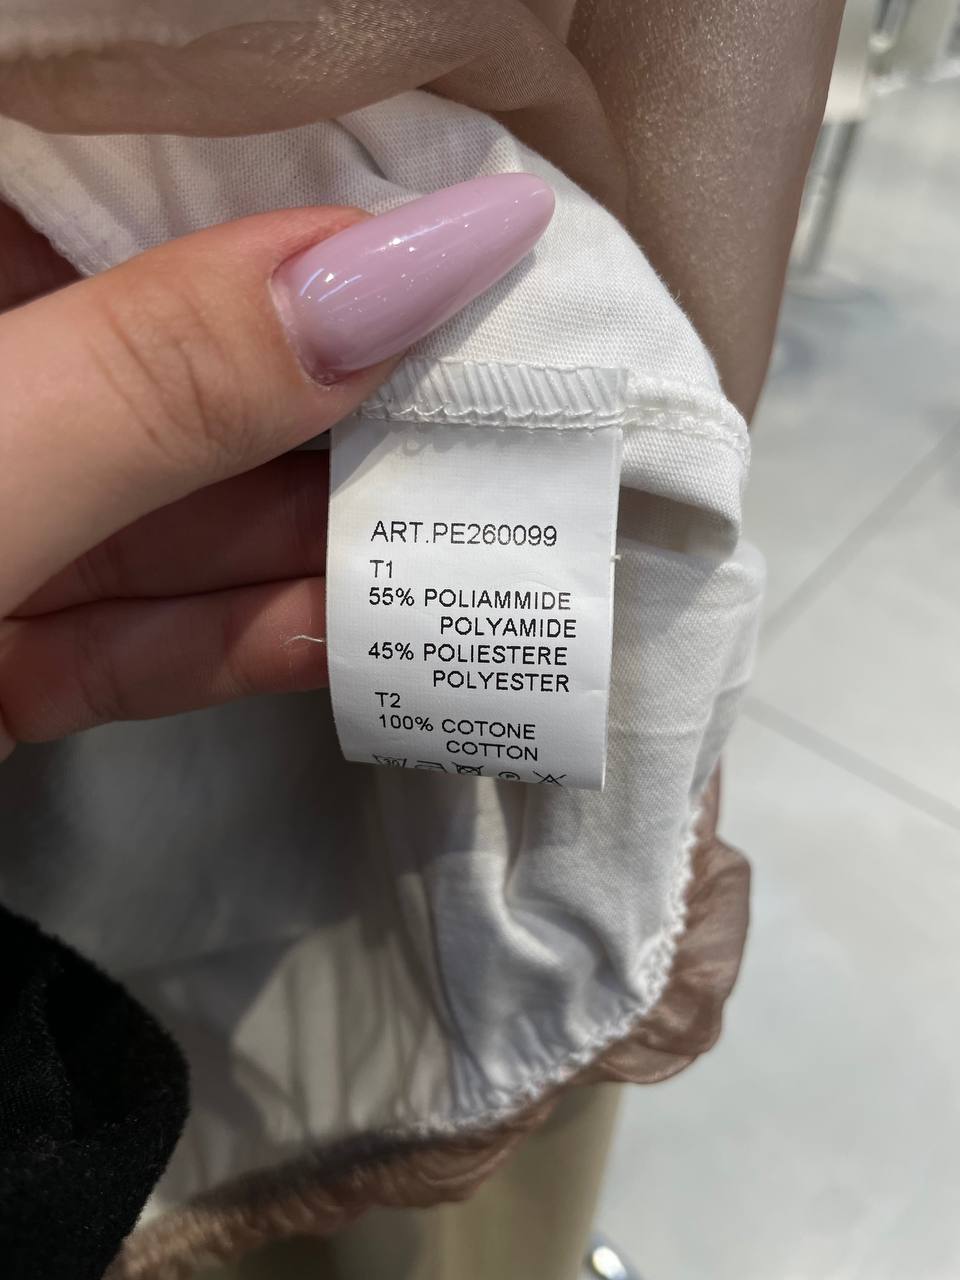 ART.PE260099
T1
55% POLIAMMIDE
POLYAMIDE
45% POLIESTERE
POLYESTER
T2
100% COTONE
COTTON